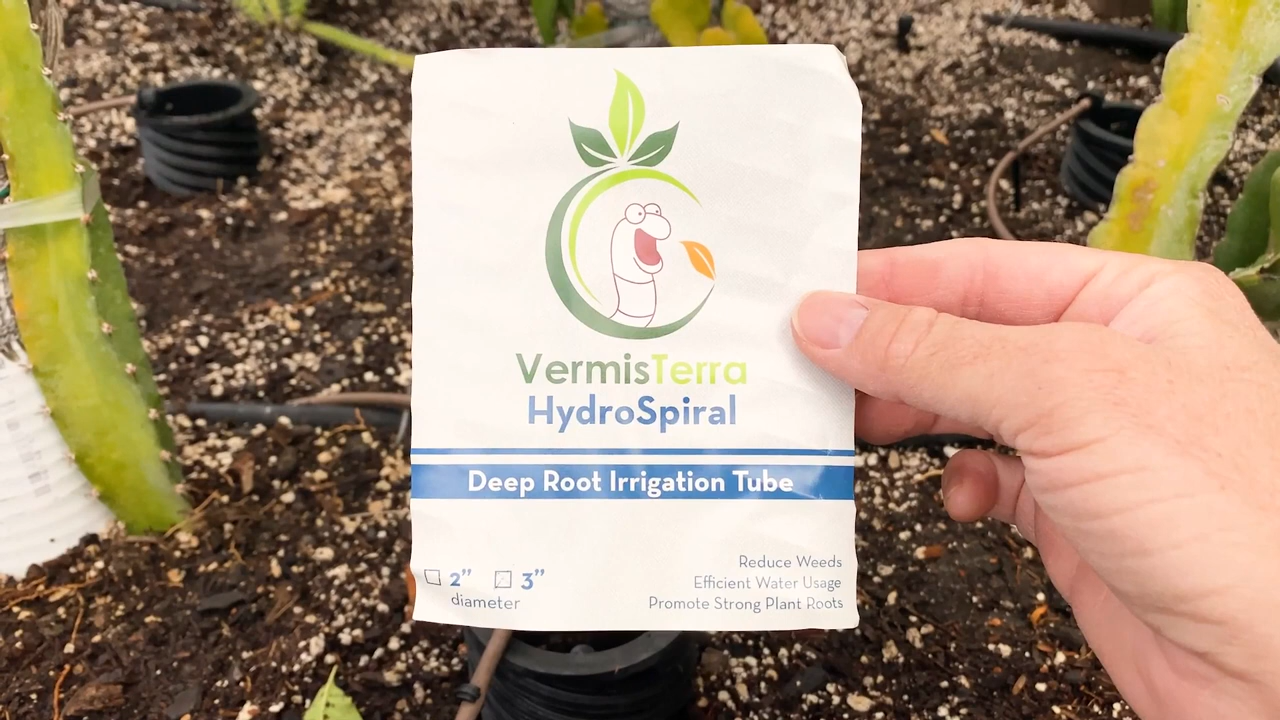 VermisTerra
HydroSpiral
Deep Root Irrigation Tube
2” 3”
diameter
Reduce Weeds
Efficient Water Usage
Promote Strong Plant Roots